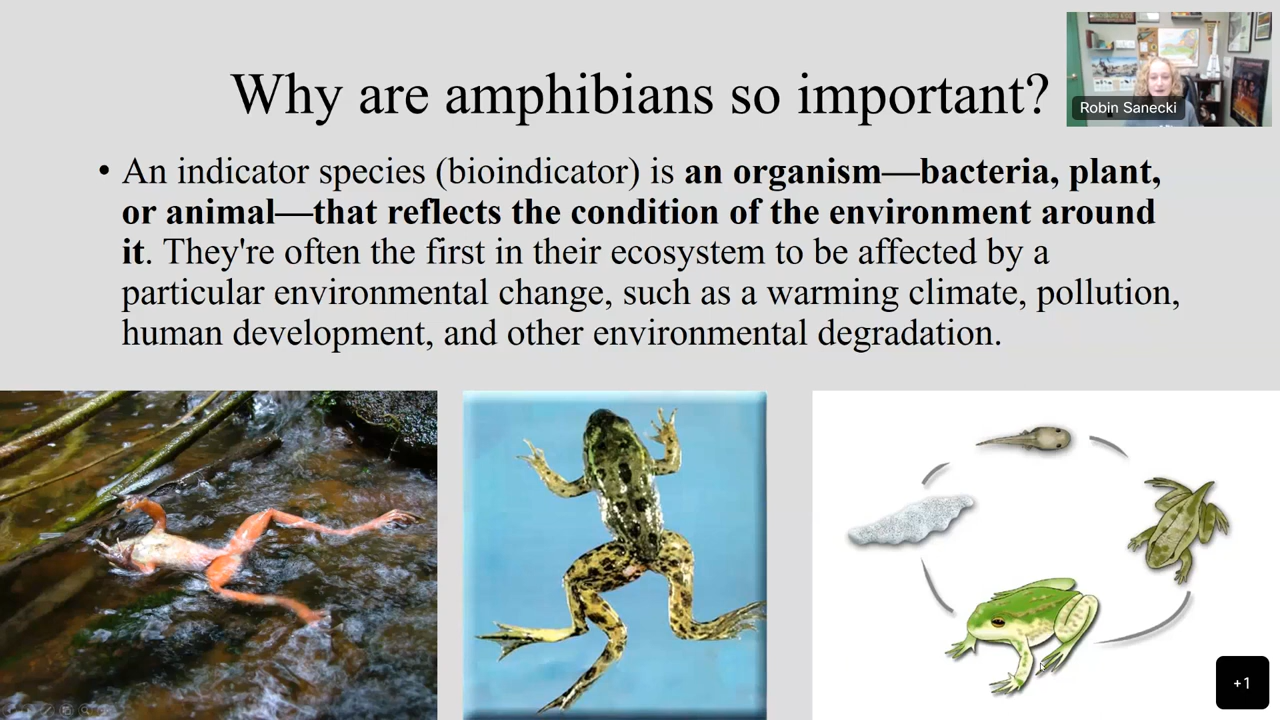 Why are amphibians so important?
Robin Sanecki
• An indicator species (bioindicator) is an organism—bacteria, plant,
or animal—that reflects the condition of the environment around
it. They're often the first in their ecosystem to be affected by a
particular environmental change, such as a warming climate, pollution,
human development, and other environmental degradation.
+1